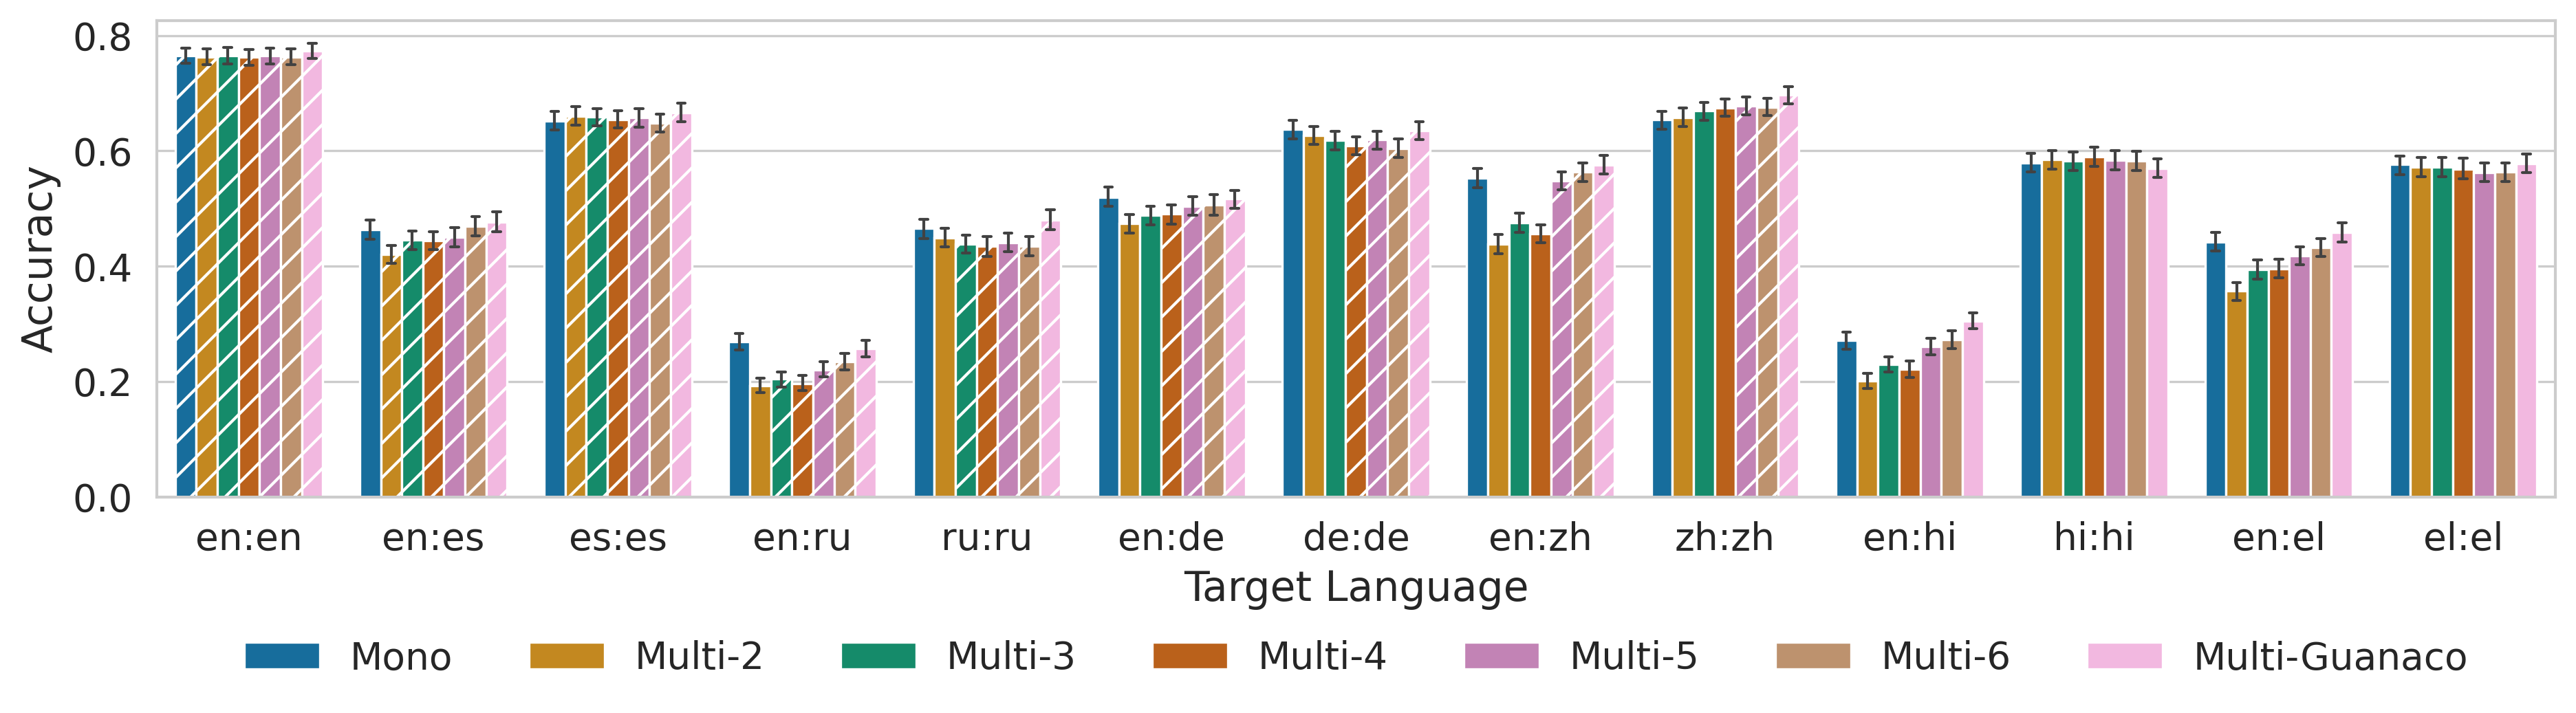 Accuracy
0.8
0.6
0.4
0.2
0.0
en:en en:es es:es en:ru ru:ru en:de de:de en:zh zh:zh en:hi hi:hi en:el el:el
Target Language
Mono Multi-2 Multi-3 Multi-4 Multi-5 Multi-6 Multi-Guanaco